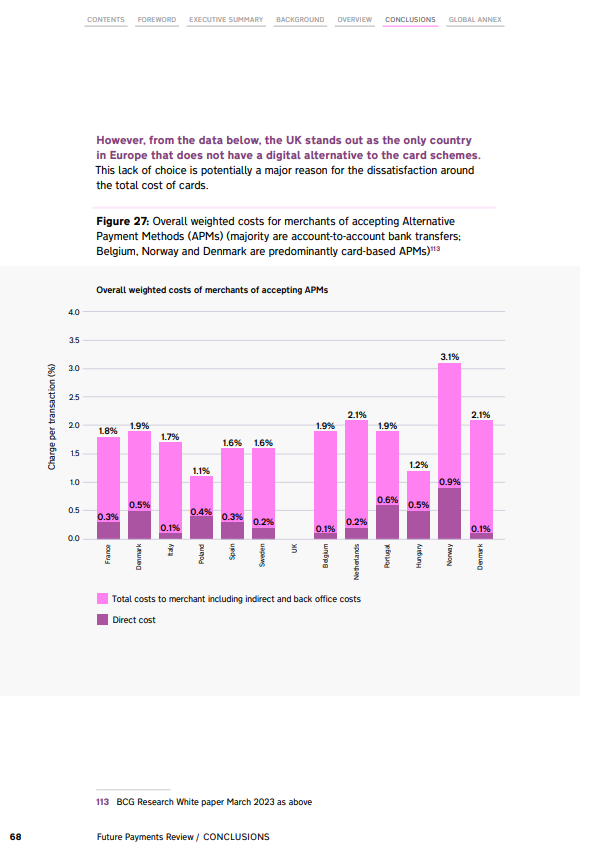 CONTENTS FOREWORD EXECUTIVE SUMMARY BACKGROUND OVERVIEW CONCLUSIONS GLOBAL ANNEX
However, from the data below, the UK stands out as the only country
in Europe that does not have a digital alternative to the card schemes.
This lack of choice is potentially a major reason for the dissatisfaction around
the total cost of cards.
Figure 27: Overall weighted costs for merchants of accepting Alternative
Payment Methods (APMs) (majority are account-to-account bank transfers;
Belgium, Norway and Denmark are predominantly card-based APMs)113
Overall weighted costs of merchants of accepting APMs
Charge per transaction (%)
4.0
3.5
3.0
2.5
2.0
1.5
1.0
0.5
0.0
1.8% 1.9% 1.7% 1.1% 1.6% 1.6% 1.9% 2.1% 1.9% 1.2% 3.1% 2.1%
0.3% 0.5% 0.1% 0.4% 0.3% 0.2% 0.1% 0.2% 0.6% 0.5% 0.9% 0.1%
France Denmark Italy Poland Spain Sweden UK Belgium Netherlands Portugal Hungary Norway Denmark
Total costs to merchant including indirect and back office costs
Direct cost
113 BCG Research White paper March 2023 as above
68 Future Payments Review / CONCLUSIONS